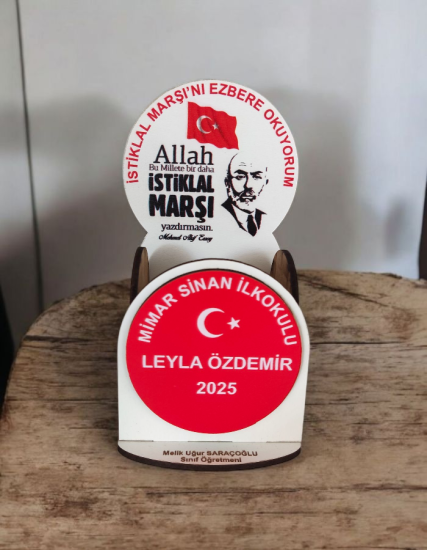 İSTİKLAL MARŞI'NI EZBERE OKUYORUM
Allah
Bu Millete bir daha
İSTİKLAL
MARŞI
yazdırmasın.
Mehmed Akif Ersoy
MİMAR SİNAN İLKOKULU
LEYLA ÖZDEMİR
2025
Melik Uğur SARAÇOĞLU
Sınıf Öğretmeni